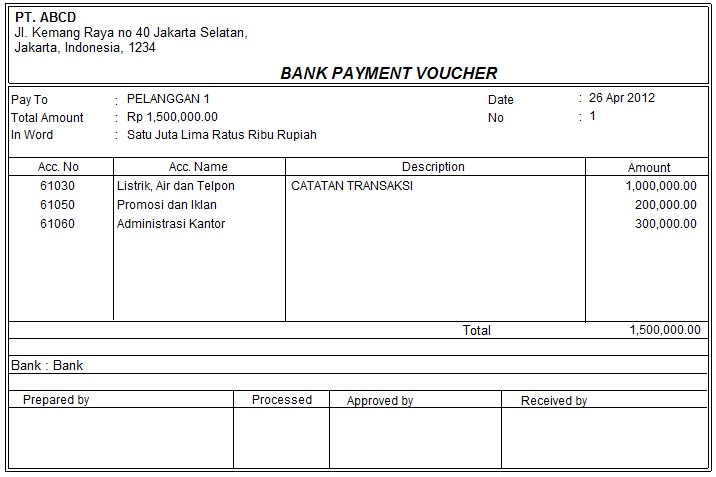 PT. ABCD
Jl. Kemang Raya no 40 Jakarta Selatan,
Jakarta, Indonesia, 1234
BANK PAYMENT VOUCHER
Pay To : PELANGGAN 1 Date : 26 Apr 2012
Total Amount : Rp 1,500,000.00 No : 1
In Word : Satu Juta Lima Ratus Ribu Rupiah
Acc. No Acc. Name Description Amount
61030 Listrik, Air dan Telpon CATATAN TRANSAKSI 1,000,000.00
61050 Promosi dan Iklan 200,000.00
61060 Administrasi Kantor 300,000.00
Total 1,500,000.00
Bank : Bank
Prepared by Processed Approved by Received by